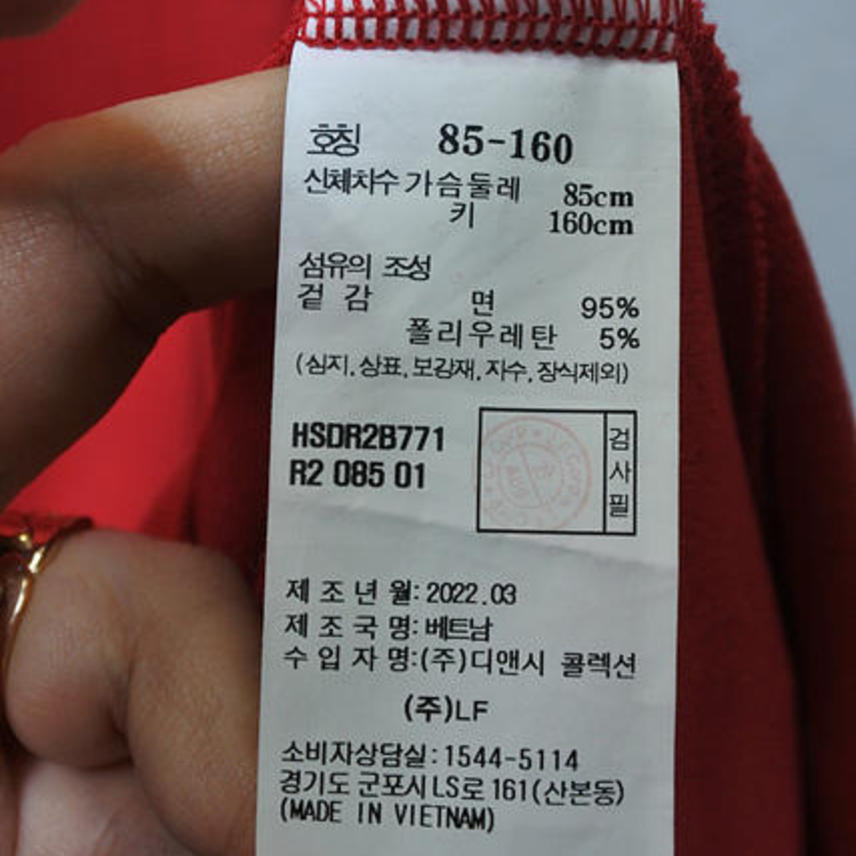 호칭 85-160
신체치수 가슴둘레 85cm
키 160cm
섬유의 조성
겉 감 면 95%
폴리우레탄 5%
(심지, 상표, 보강재, 자수, 장식제외)
HSDR2B771
R2 085 01
검사필
제 조 년 월: 2022.03
제 조 국 명: 베트남
수 입 자 명:(주)디앤시 콜렉션
(주)LF
소비자상담실: 1544-5114
경기도 군포시 LS로 161(산본동)
(MADE IN VIETNAM)